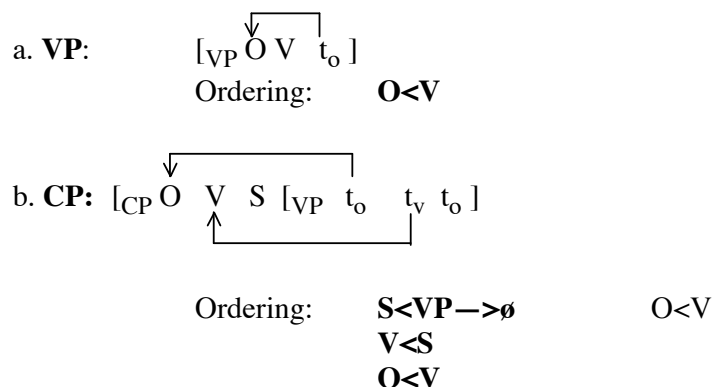 a. VP: [VP O V to ]
Ordering: O<V
b. CP: [CP O V S [VP to tv to ]
Ordering: S<VP—>ø O<V
V<S
O<V